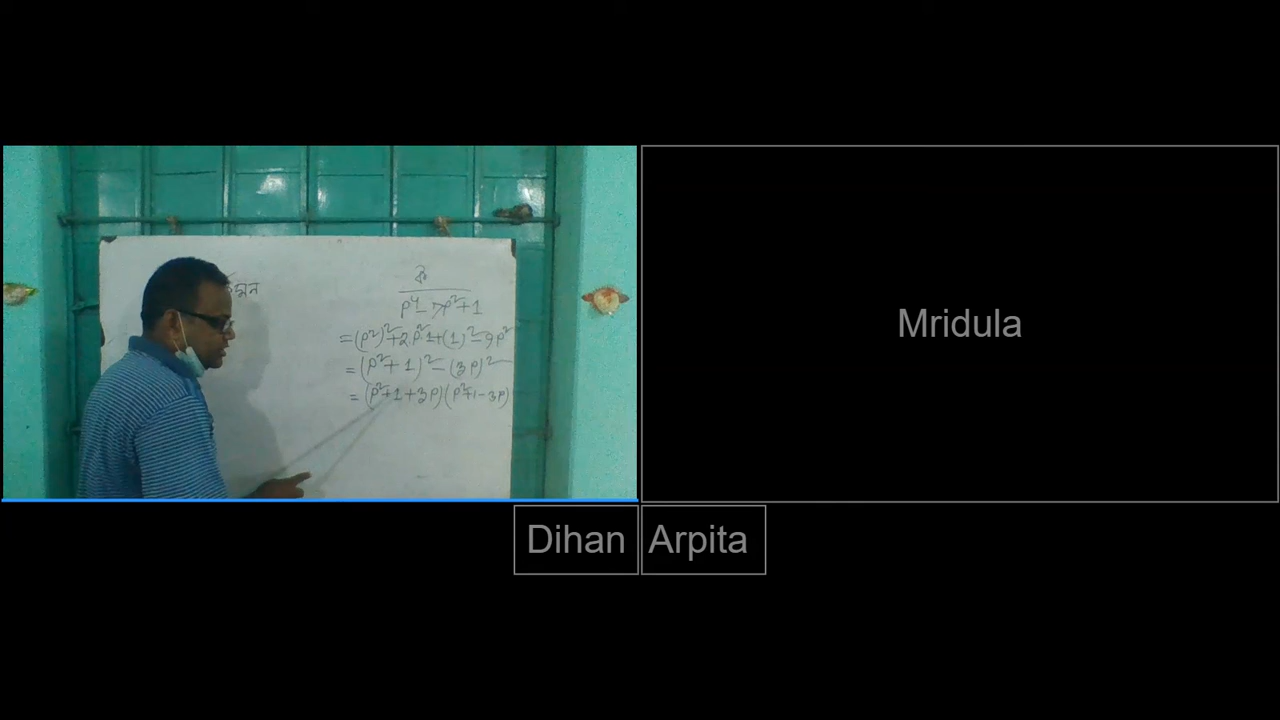 ক
p⁴ - 7p² + 1
= (p²)² + 2.p².1 + (1)² - 9p²
= (p² + 1)² - (3p)²
= (p² + 1 + 3p)(p² + 1 - 3p)
Mridula
Dihan
Arpita